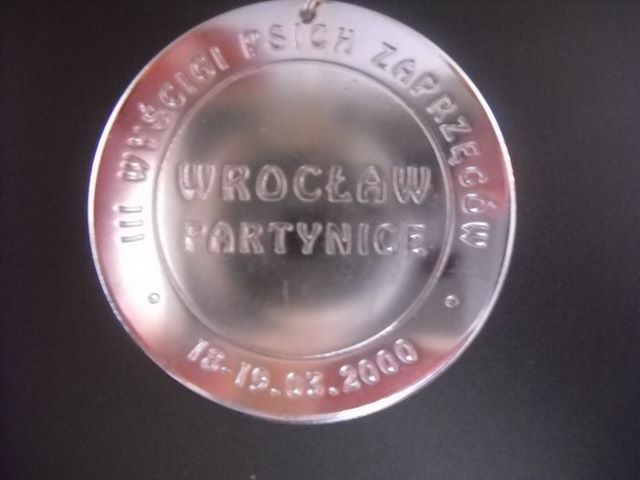 III WYŚCIGI PSICH ZAPRZĘGÓW
WROCŁAW
PARTYNICE
18-19.03.2000